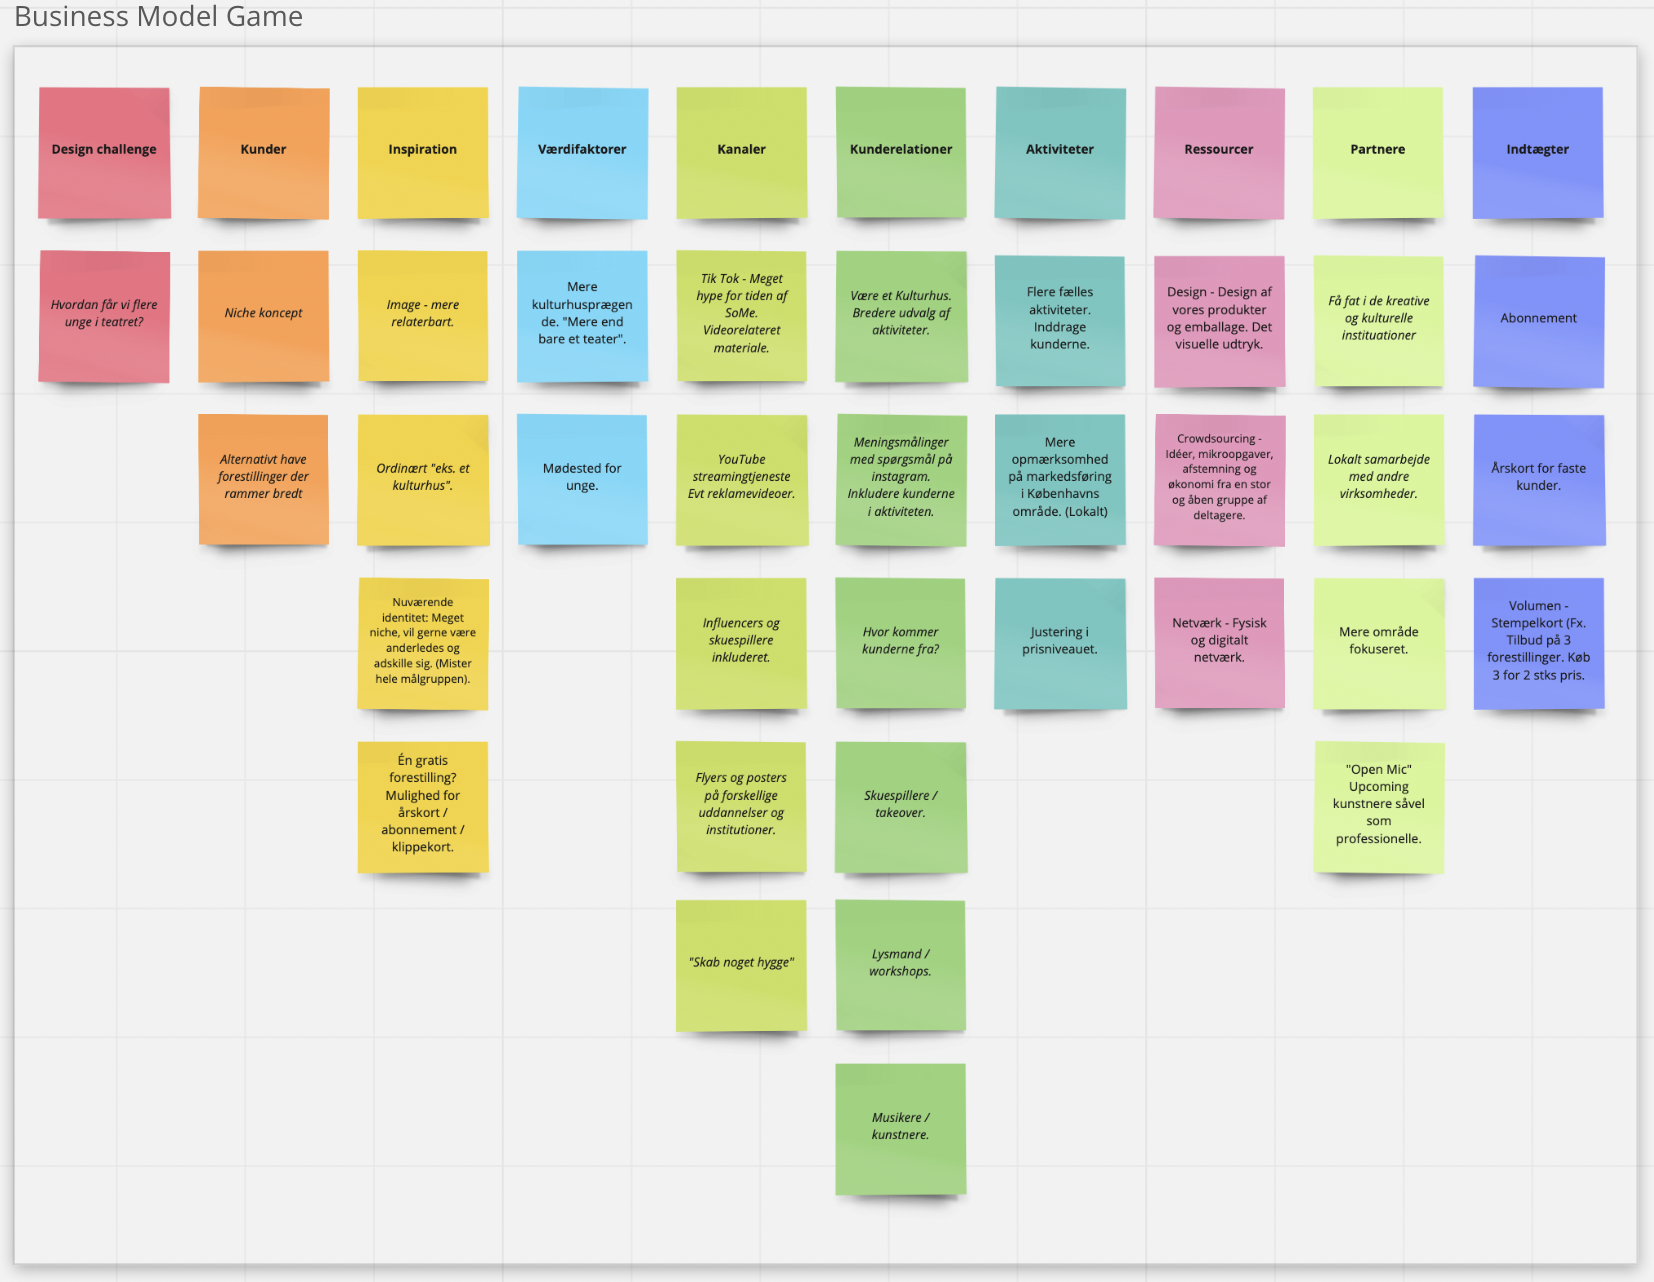 Business Model Game
Design challenge
Kunder
Inspiration
Værdifaktorer
Kanaler
Kunderelationer
Aktiviteter
Ressourcer
Partnere
Indtægter
Hvordan får vi flere
unge i teatret?
Niche koncept
Image - mere
relaterbart.
Mere
kulturhusprægen
de. "Mere end
bare et teater".
Tik Tok - Meget
hype for tiden af
SoMe.
Videorelateret
materiale.
Være et Kulturhus.
Bredere udvalg af
aktiviteter.
Flere fælles
aktiviteter.
Inddrage
kunderne.
Design - Design af
vores produkter
og emballage. Det
visuelle udtryk.
Få fat i de kreative
og kulturelle
instituationer
Abonnement
Alternativt have
forestillinger der
rammer bredt
Ordinært "eks. et
kulturhus".
Mødested for
unge.
YouTube
streamingtjeneste
Evt reklamevideoer.
Meningsmålinger
med spørgsmål på
instagram.
Inkludere kunderne
i aktiviteten.
Mere
opmærksomhed
på markedsføring
i Københavns
område. (Lokalt)
Crowdsourcing -
Idéer, mikroopgaver,
afstemning og
økonomi fra en stor
og åben gruppe af
deltagere.
Lokalt samarbejde
med andre
virksomheder.
Årskort for faste
kunder.
Nuværende
identitet: Meget
niche, vil gerne være
anderledes og
adskille sig. (Mister
hele målgruppen).
Influencers og
skuespillere
inkluderet.
Hvor kommer
kunderne fra?
Justering i
prisniveauet.
Netværk - Fysisk
og digitalt
netværk.
Mere område
fokuseret.
Volumen -
Stempelkort (Fx.
Tilbud på 3
forestillinger. Køb
3 for 2 stks pris.
Én gratis
forestilling?
Mulighed for
årskort /
abonnement /
klippekort.
Flyers og posters
på forskellige
uddannelser og
institutioner.
Skuespillere /
takeover.
"Open Mic"
Upcoming
kunstnere såvel
som
professionelle.
"Skab noget hygge"
Lysmand /
workshops.
Musikere /
kunstnere.